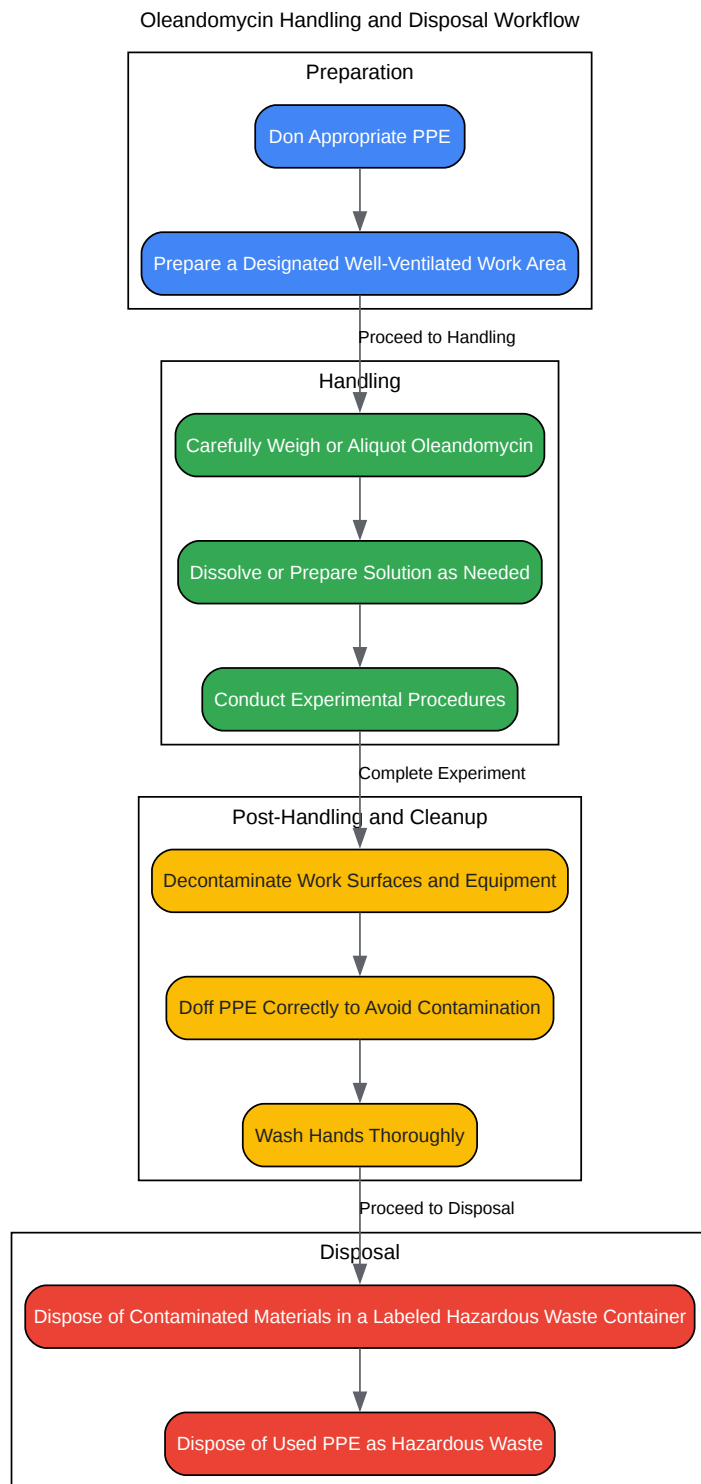 Oleandomycin Handling and Disposal Workflow
Preparation
Don Appropriate PPE
Prepare a Designated Well-Ventilated Work Area
Proceed to Handling
Handling
Carefully Weigh or Aliquot Oleandomycin
Dissolve or Prepare Solution as Needed
Conduct Experimental Procedures
Complete Experiment
Post-Handling and Cleanup
Decontaminate Work Surfaces and Equipment
Doff PPE Correctly to Avoid Contamination
Wash Hands Thoroughly
Proceed to Disposal
Disposal
Dispose of Contaminated Materials in a Labeled Hazardous Waste Container
Dispose of Used PPE as Hazardous Waste